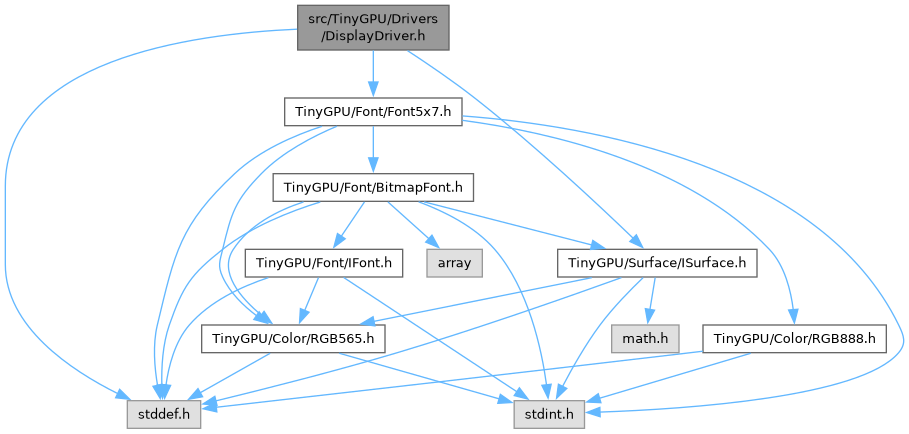 src/TinyGPU/Drivers
/DisplayDriver.h
TinyGPU/Font/Font5x7.h
TinyGPU/Font/BitmapFont.h
TinyGPU/Font/IFont.h
array
TinyGPU/Surface/ISurface.h
TinyGPU/Color/RGB565.h
math.h
TinyGPU/Color/RGB888.h
stddef.h
stdint.h